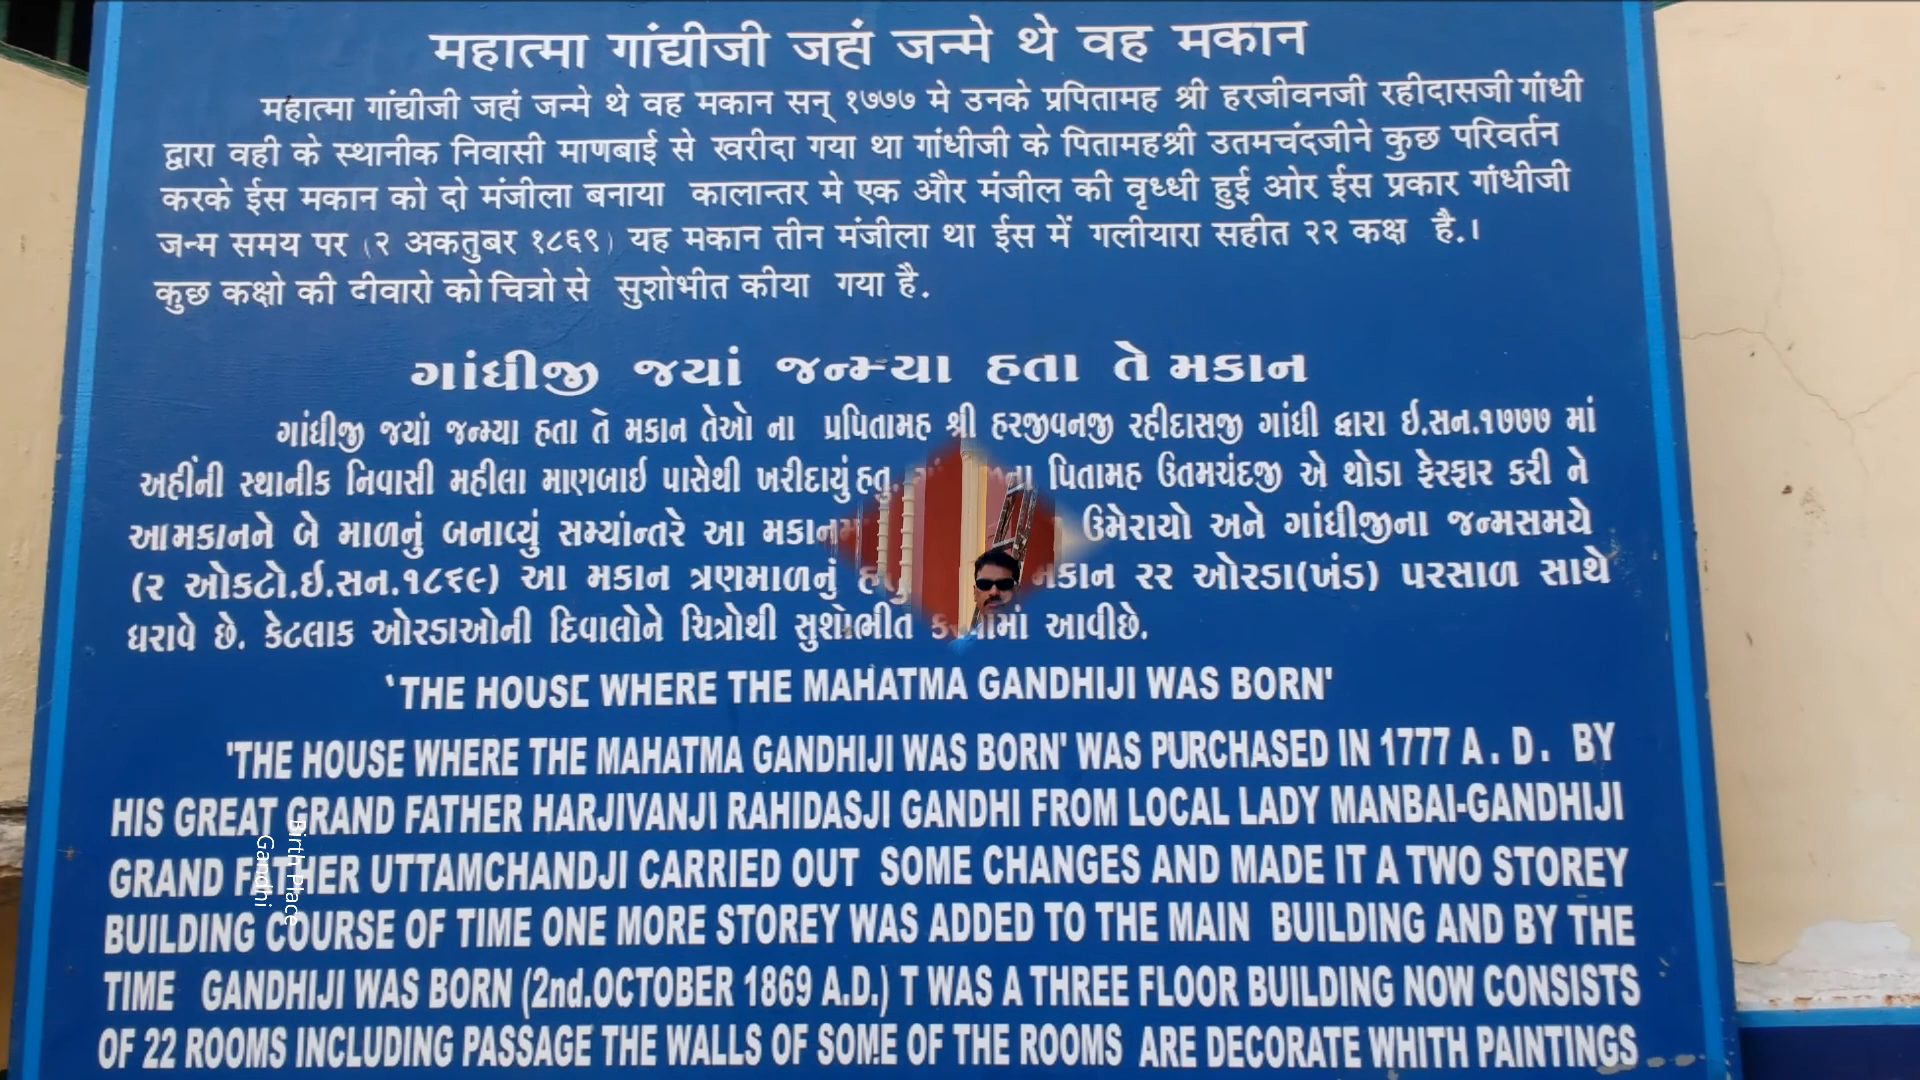 महात्मा गांधीजी जहां जन्मे थे वह मकान
महात्मा गांधीजी जहां जन्मे थे वह मकान सन् १७७७ मे उनके प्रपितामह श्री हरजीवनजी रहीदासजी गांधी
द्वारा वही के स्थानीक निवासी माणबाई से खरीदा गया था गांधीजी के पितामहश्री उतमचंदजीने कुछ परिवर्तन
करके ईस मकान को दो मंजीला बनाया कालान्तर मे एक और मंजील की वृध्धी हुई ओर ईस प्रकार गांधीजी
जन्म समय पर (२ अकतुबर १८६९) यह मकान तीन मंजीला था ईस में गलीयारा सहीत २२ कक्ष है.।
कुछ कक्षो की दीवारो को चित्रो से सुशोभीत कीया गया है.
ગાંધીજી જયાં જન્મ્યા હતા તે મકાન
ગાંધીજી જયાં જન્મ્યા હતા તે મકાન તેઓ ના પ્રપિતામહ શ્રી હરજીવનજી રહીદાસજી ગાંધી દ્વારા ઇ.સન.૧૭૭૭ માં
અહીંની સ્થાનીક નિવાસી મહીલા માણબાઇ પાસેથી ખરીદાયું હતુ. પિતામહ ઉતમચંદજી એ થોડા ફેરફાર કરી ને
આમકાનને બે માળનું બનાવ્યું સમ્યાંન્તરે આ મકાન ઉમેરાયો અને ગાંધીજીના જન્મસમયે
(૨ ઓકટો.ઇ.સન.૧૮૬૯) આ મકાન ત્રણમાળનું મકાન ૨૨ ઓરડા(ખંડ) પરસાળ સાથે
ધરાવે છે. કેટલાક ઓરડાઓની દિવાલોને ચિત્રોથી સુશોભીત આવીછે.
'THE HOUSE WHERE THE MAHATMA GANDHIJI WAS BORN'
'THE HOUSE WHERE THE MAHATMA GANDHIJI WAS BORN' WAS PURCHASED IN 1777 A . D . BY
HIS GREAT GRAND FATHER HARJIVANJI RAHIDASJI GANDHI FROM LOCAL LADY MANBAI-GANDHIJI
GRAND FATHER UTTAMCHANDJI CARRIED OUT SOME CHANGES AND MADE IT A TWO STOREY
BUILDING COURSE OF TIME ONE MORE STOREY WAS ADDED TO THE MAIN BUILDING AND BY THE
TIME GANDHIJI WAS BORN (2nd.OCTOBER 1869 A.D.) T WAS A THREE FLOOR BUILDING NOW CONSISTS
OF 22 ROOMS INCLUDING PASSAGE THE WALLS OF SOME OF THE ROOMS ARE DECORATE WHITH PAINTINGS
Birth Place
Gandhi